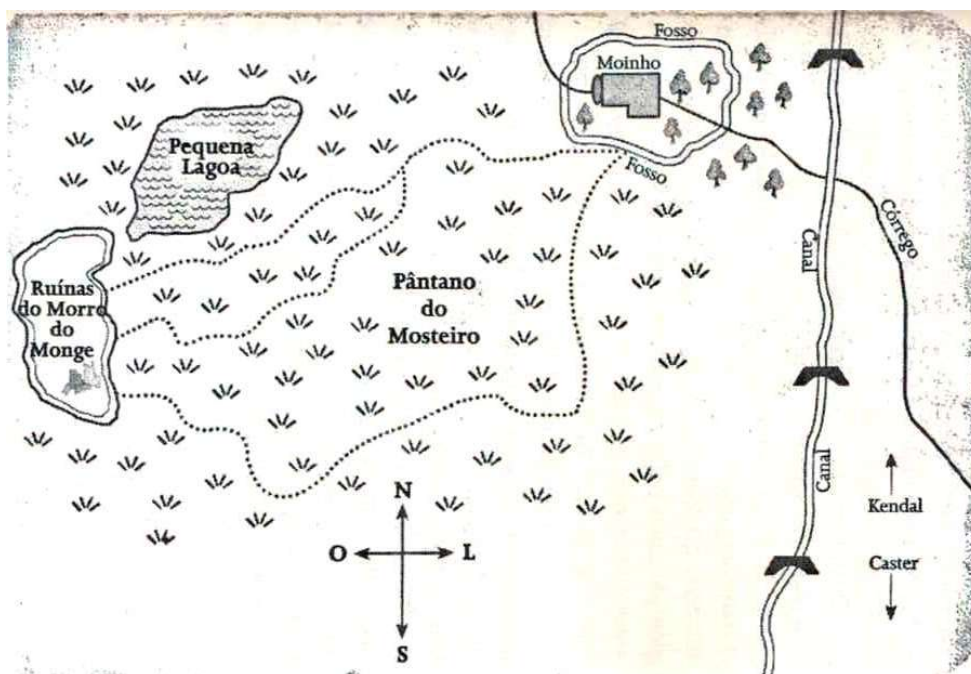 Fosso
Moinho
Pequena
Lagoa
Fosso
Córrego
Canal
Ruínas
do Morro
do
Monge
Pântano
do
Mosteiro
Canal
N
O
L
S
Kendal
Caster